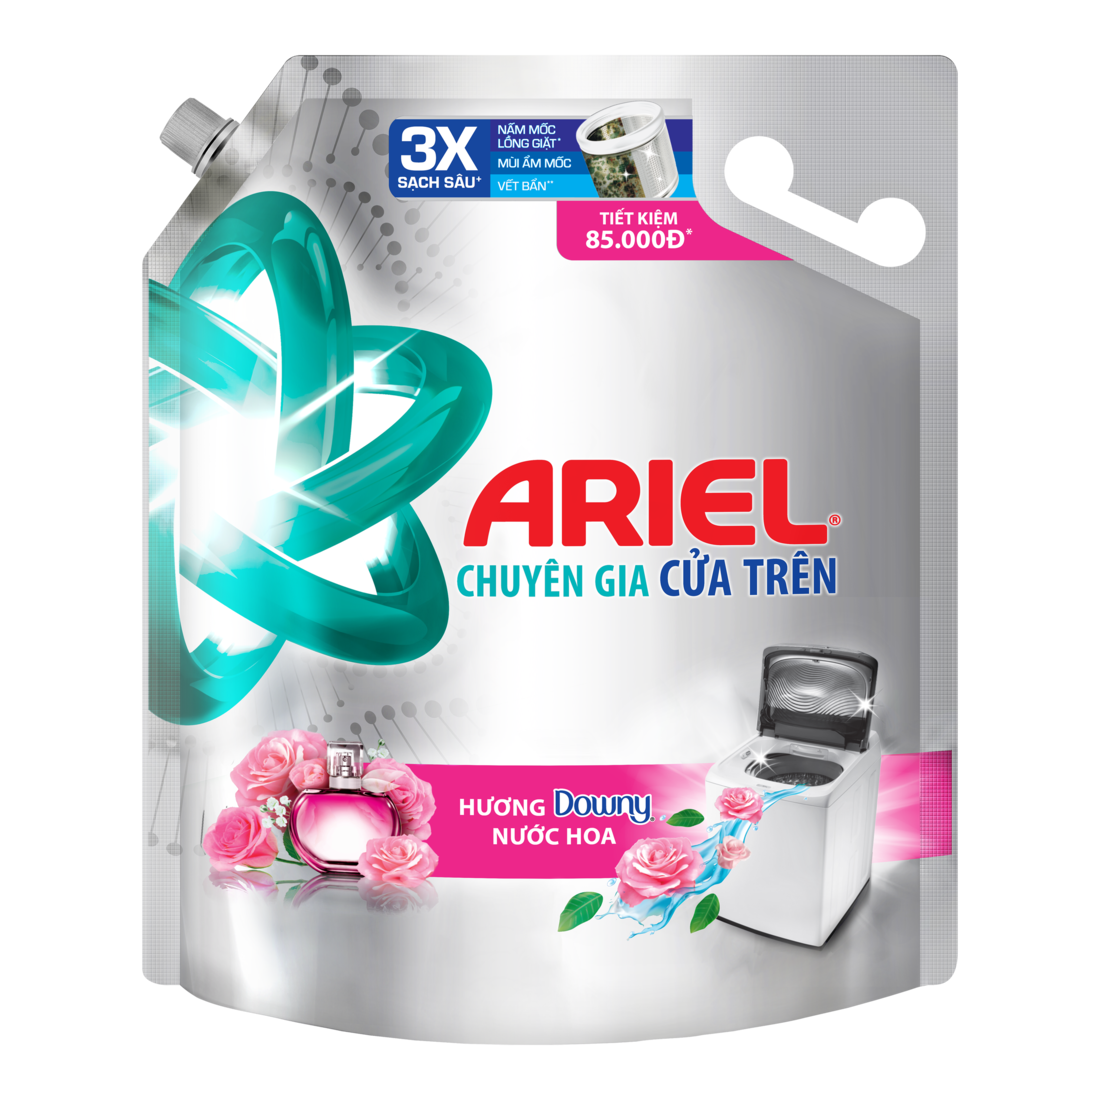 3X
SẠCH SÂU+
NẤM MỐC
LỒNG GIẶT*
MÙI ẨM MỐC
VẾT BẨN**
TIẾT KIỆM
85.000Đ*
ARIEL®
CHUYÊN GIA CỬA TRÊN
HƯƠNG Downy®
NƯỚC HOA